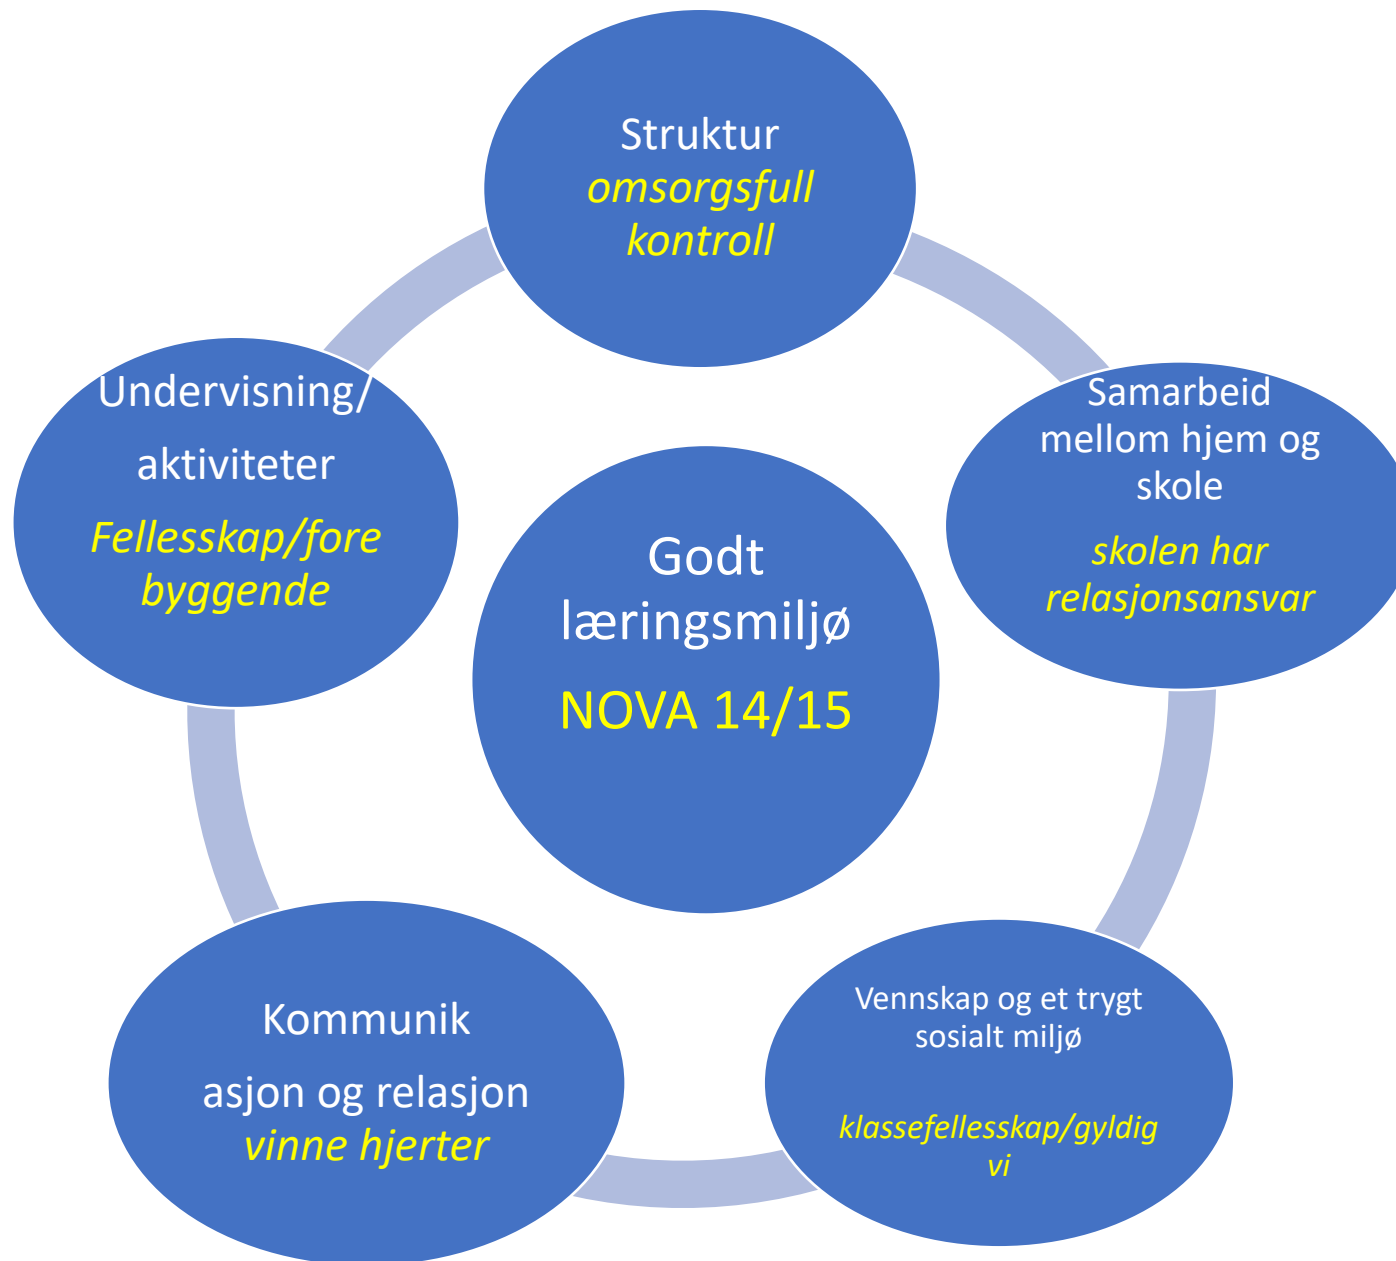 Struktur
omsorgsfull
kontroll
Samarbeid
mellom hjem og
skole
skolen har
relasjonsansvar
Undervisning/
aktiviteter
Fellesskap/fore
byggende
Godt
læringsmiljø
NOVA 14/15
Vennskap og et trygt
sosialt miljø
klassefellesskap/gyldig
vi
Kommunik
asjon og relasjon
vinne hjerter